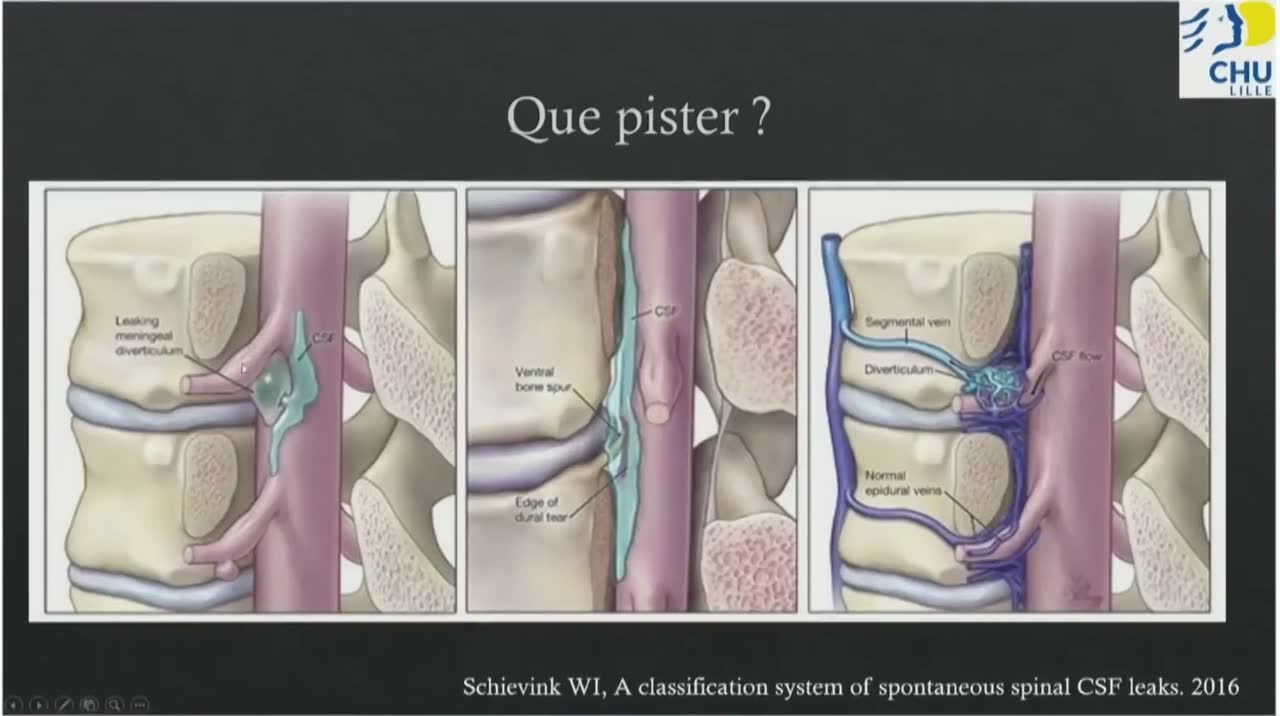 CHU
LILLE
Que pister ?
Leaking
meningeal
diverticulum
CSF
CSF
Ventral
bone spur
Edge of
dural tear
Segmental vein
CSF flow
Diverticulum
Normal
epidural veins
Schievink WI, A classification system of spontaneous spinal CSF leaks. 2016